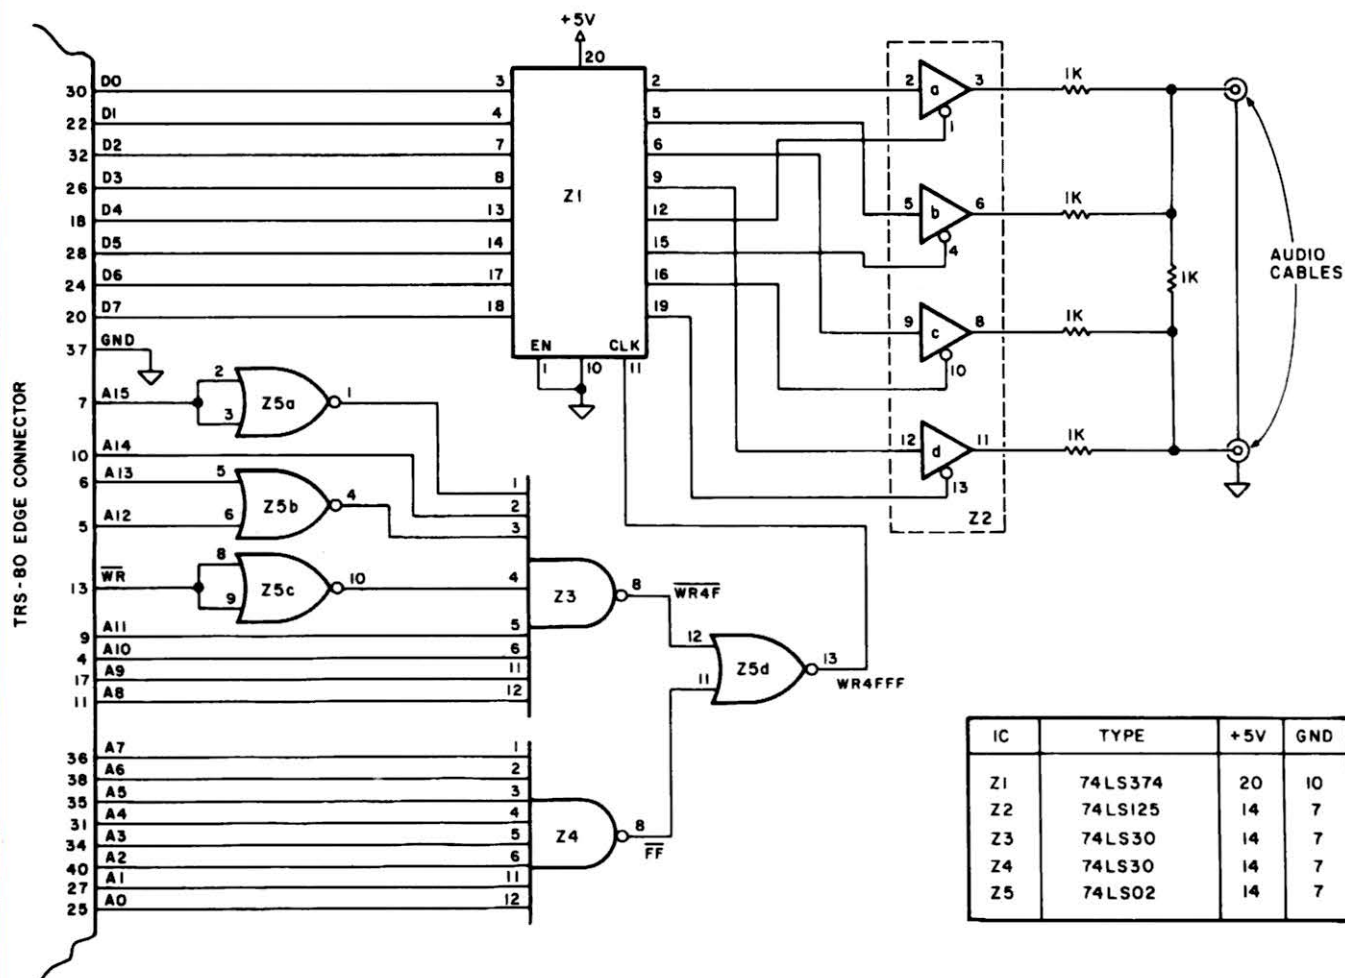 +5V
20
30 D0 3
22 D1 4
32 D2 7
26 D3 8
18 D4 13
28 D5 14
24 D6 17
20 D7 18
37 GND
Z1
2
5
6
9
12
15
16
19
EN
CLK
1
10
11
2 a 3
1
5 b 6
4
9 c 8
10
12 d 11
13
Z2
1K
1K
1K
1K
1K
AUDIO
CABLES
TRS-80 EDGE CONNECTOR
7 A15
2
3
Z5a
1
10 A14
6 A13 5
5 A12 6
Z5b
4
13 WR
8
9
Z5c
10
9 A11
4 A10
17 A9
11 A8
1
2
3
4
5
6
11
12
Z3
8
WR4F
36 A7 1
38 A6 2
35 A5 3
31 A4 4
34 A3 5
40 A2 6
27 A1 11
25 A0 12
Z4
8
FF
12
11
Z5d
13
WR4FFF
IC TYPE +5V GND
Z1 74LS374 20 10
Z2 74LS125 14 7
Z3 74LS30 14 7
Z4 74LS30 14 7
Z5 74LS02 14 7